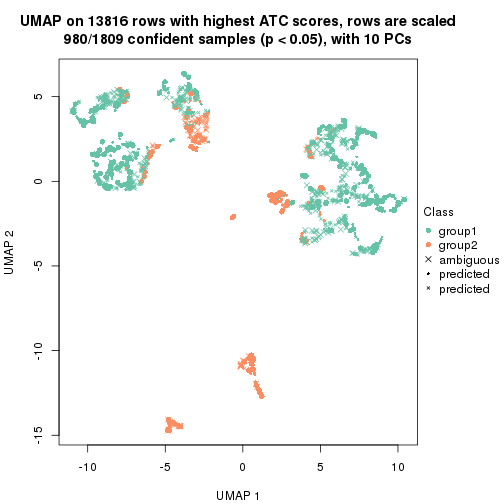 UMAP on 13816 rows with highest ATC scores, rows are scaled
980/1809 confident samples (p < 0.05), with 10 PCs
5
0
-5
-10
-15
UMAP 2
-10
-5
0
5
10
UMAP 1
Class
group1
group2
ambiguous
predicted
predicted